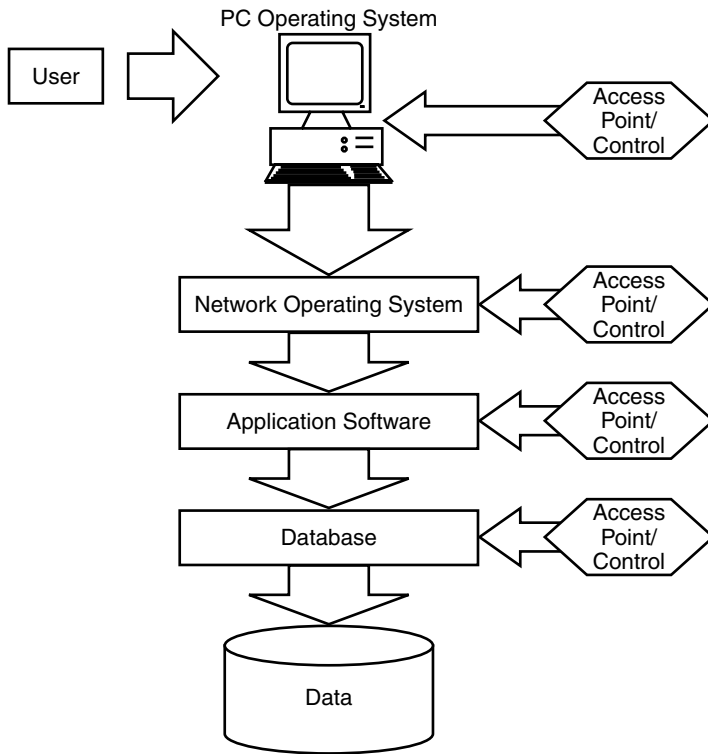 PC Operating System
User
Access
Point/
Control
Network Operating System
Access
Point/
Control
Application Software
Access
Point/
Control
Database
Access
Point/
Control
Data